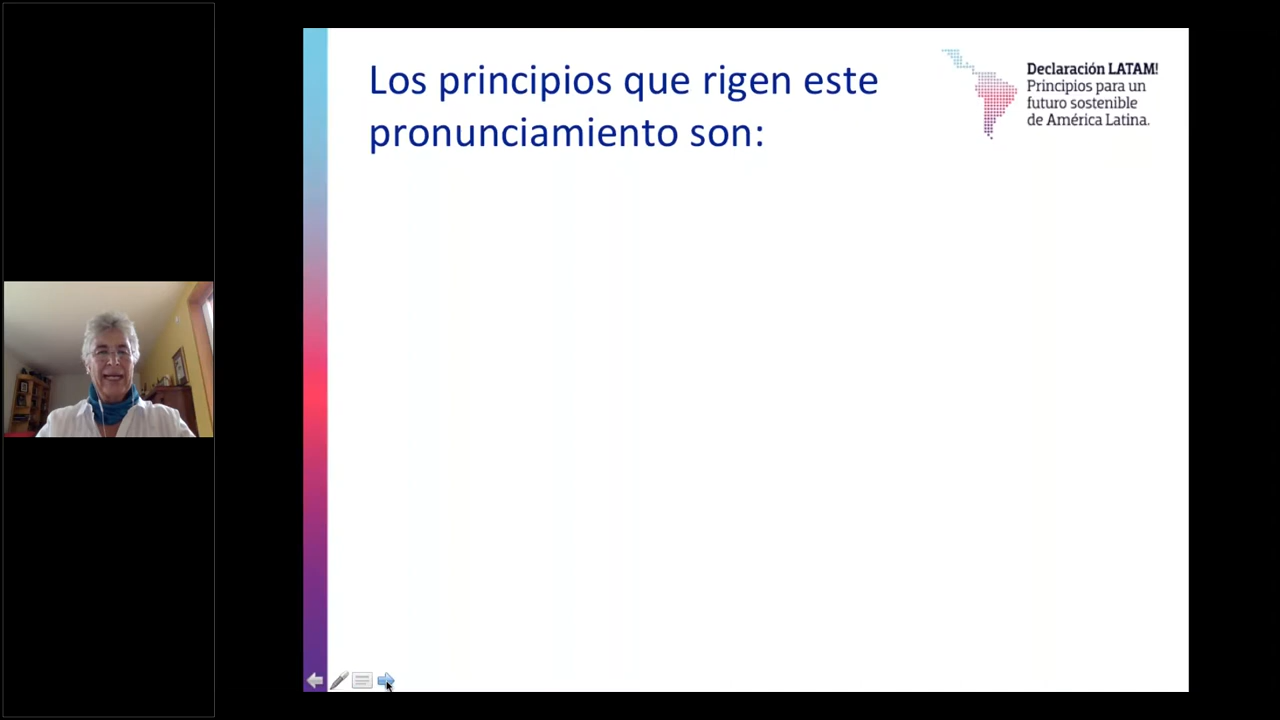 Los principios que rigen este
pronunciamiento son:
Declaración LATAM!
Principios para un
futuro sostenible
de América Latina.